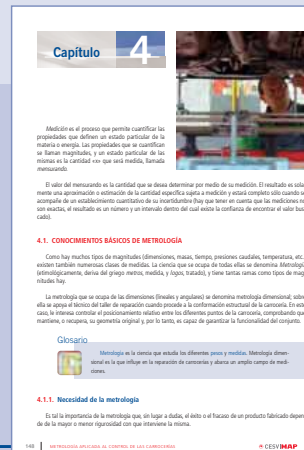 Capítulo 4
Medición es el proceso que permite cuantificar las
propiedades que definen un estado particular de la
materia o energía. Las propiedades que se cuantifican
se llaman magnitudes, y un estado particular de las
mismas es la cantidad «x» que será medida, llamada
mensurando.
El valor del mensurando es la cantidad que se desea determinar por medio de su medición. El resultado es sola-
mente una aproximación o estimación de la cantidad específica sujeta a medición y estará completo sólo cuando se
acompañe de un establecimiento cuantitativo de su incertidumbre (hay que tener en cuenta que las mediciones no
son exactas, el resultado es un número y un intervalo dentro del cual existe la confianza de encontrar el valor bus-
cado).
4.1. CONOCIMIENTOS BÁSICOS DE METROLOGÍA
Como hay muchos tipos de magnitudes (dimensiones, masas, tiempo, presiones caudales, temperatura, etc.
existen también numerosas clases de medidas. La ciencia que se ocupa de todas ellas se denomina Metrología
(etimológicamente, deriva del griego metros, medida, y logos, tratado), y tiene tantas ramas como tipos de mag-
nitudes hay.
La metrología que se ocupa de las dimensiones (lineales y angulares) se denomina metrología dimensional; sobre
ella se apoya el técnico del taller de reparación cuando procede a la conformación estructural de la carrocería. En este
caso, le interesa controlar el posicionamiento relativo entre los diferentes puntos de la carrocería, comprobando que
mantiene, o recupera, su geometría original y, por lo tanto, es capaz de garantizar la funcionalidad del conjunto.
Glosario
Metrología es la ciencia que estudia los diferentes pesos y medidas. Metrología dimen-
sional es la que influye en la reparación de carrocerías y abarca un amplio campo de medi-
ciones.
4.1.1. Necesidad de la metrología
Es tal la importancia de la metrología que, sin lugar a dudas, el éxito o el fracaso de un producto fabricado depen-
de de la mayor o menor rigurosidad con que interviene la misma.
148 METROLOGÍA APLICADA AL CONTROL DE LAS CARROCERÍAS CESVIMAP